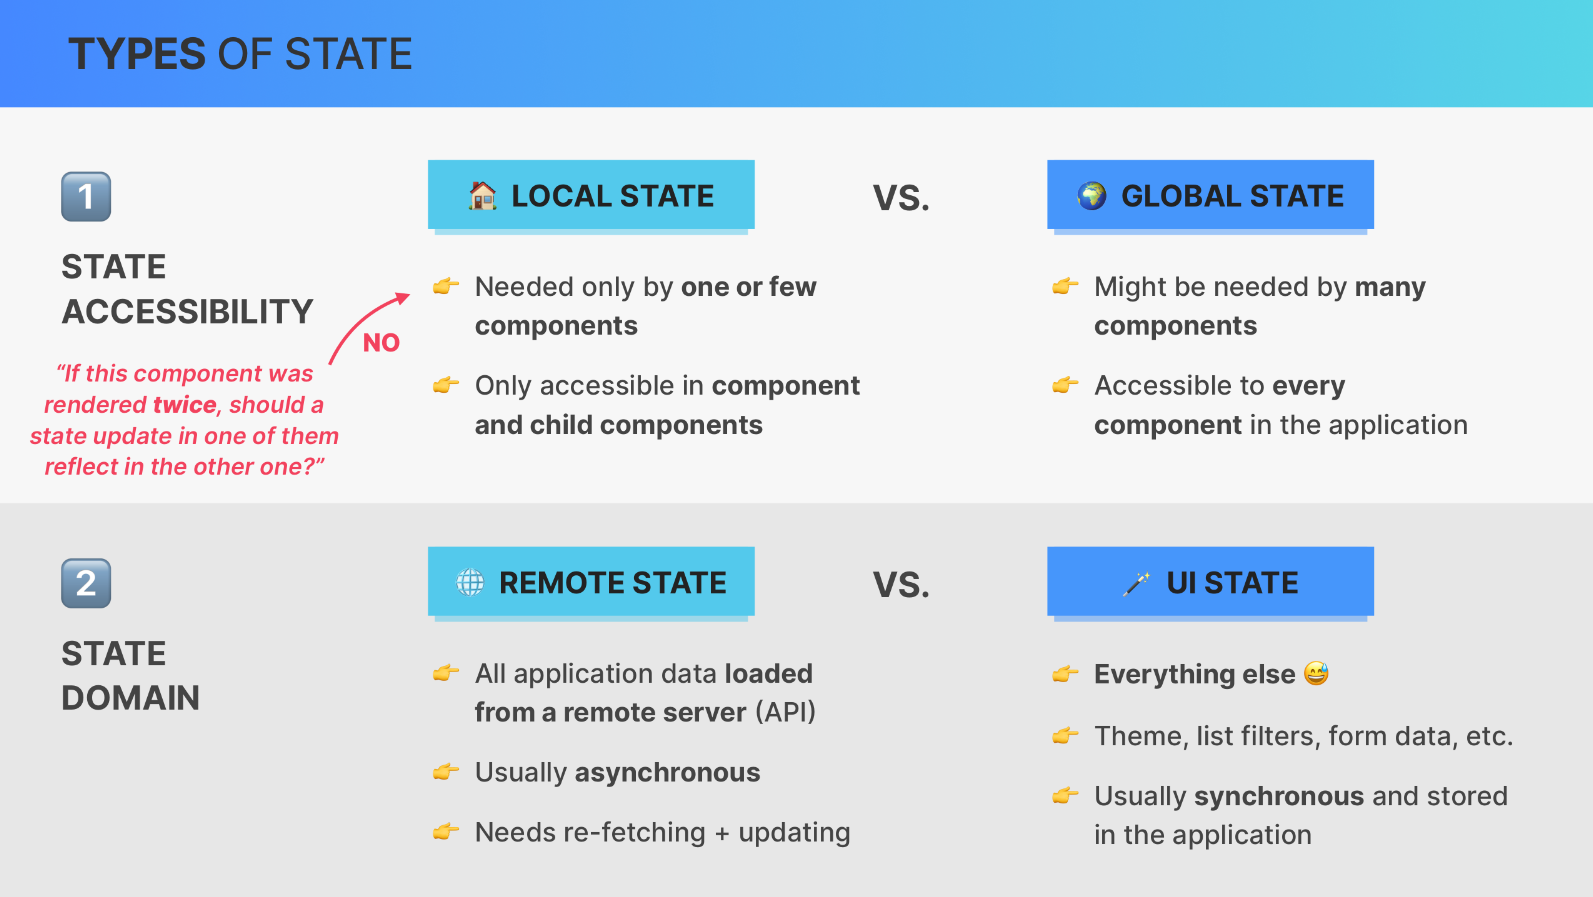 TYPES OF STATE
1
STATE
ACCESSIBILITY
“If this component was
rendered twice, should a
state update in one of them
reflect in the other one?”
NO
🏠 LOCAL STATE
👉 Needed only by one or few
components
👉 Only accessible in component
and child components
VS.
🌍 GLOBAL STATE
👉 Might be needed by many
components
👉 Accessible to every
component in the application
2
STATE
DOMAIN
🌐 REMOTE STATE
👉 All application data loaded
from a remote server (API)
👉 Usually asynchronous
👉 Needs re-fetching + updating
VS.
🪄 UI STATE
👉 Everything else 😅
👉 Theme, list filters, form data, etc.
👉 Usually synchronous and stored
in the application